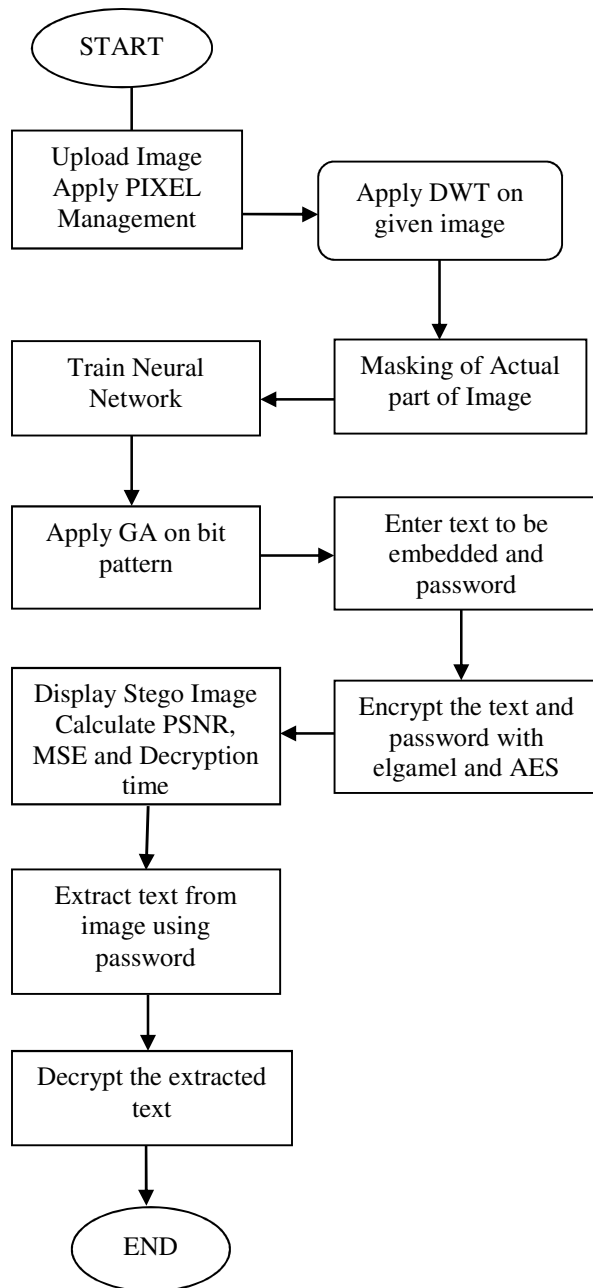 START
Upload Image
Apply PIXEL
Management
Apply DWT on
given image
Masking of Actual
part of Image
Train Neural
Network
Apply GA on bit
pattern
Enter text to be
embedded and
password
Encrypt the text and
password with
elgamel and AES
Display Stego Image
Calculate PSNR,
MSE and Decryption
time
Extract text from
image using
password
Decrypt the extracted
text
END